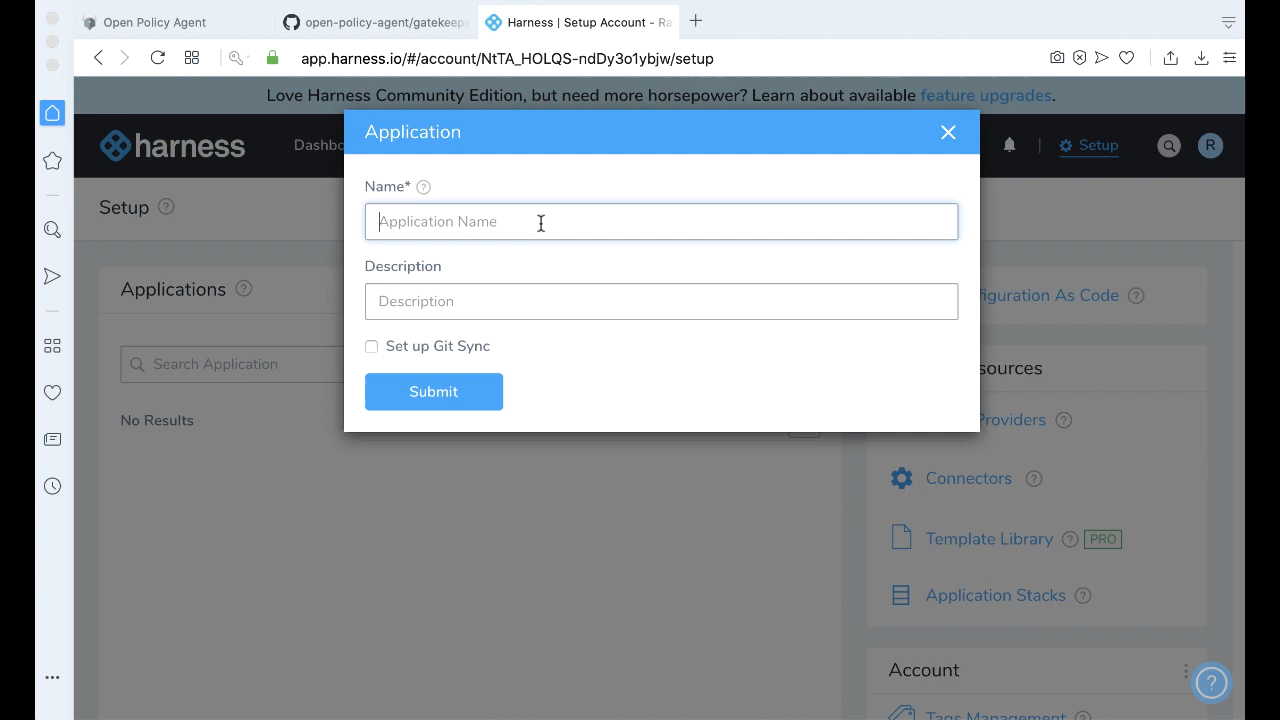 Open Policy Agent
open-policy-agent/gatekeepe
Harness | Setup Account - Ra
app.harness.io/#/account/NtTA_HOLQS-ndDy3o1ybjw/setup
Love Harness Community Edition, but need more horsepower? Learn about available feature upgrades.
harness
Dashbo
Setup
R
Setup
Application
Name*
Application Name
Description
Description
Set up Git Sync
Submit
Applications
Search Application
No Results
figuration As Code
sources
Providers
Connectors
Template Library
PRO
Application Stacks
Account
Tags Management